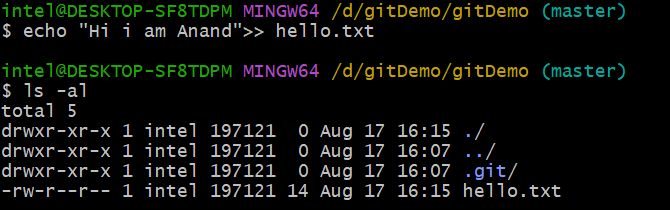 intel@DESKTOP-SF8TDPM MINGW64 /d/gitDemo/gitDemo (master)
$ echo "Hi i am Anand">> hello.txt
intel@DESKTOP-SF8TDPM MINGW64 /d/gitDemo/gitDemo (master)
$ ls -al
total 5
drwxr-xr-x 1 intel 197121  0 Aug 17 16:15 ./
drwxr-xr-x 1 intel 197121  0 Aug 17 16:07 ../
drwxr-xr-x 1 intel 197121  0 Aug 17 16:07 .git/
-rw-r--r-- 1 intel 197121 14 Aug 17 16:15 hello.txt